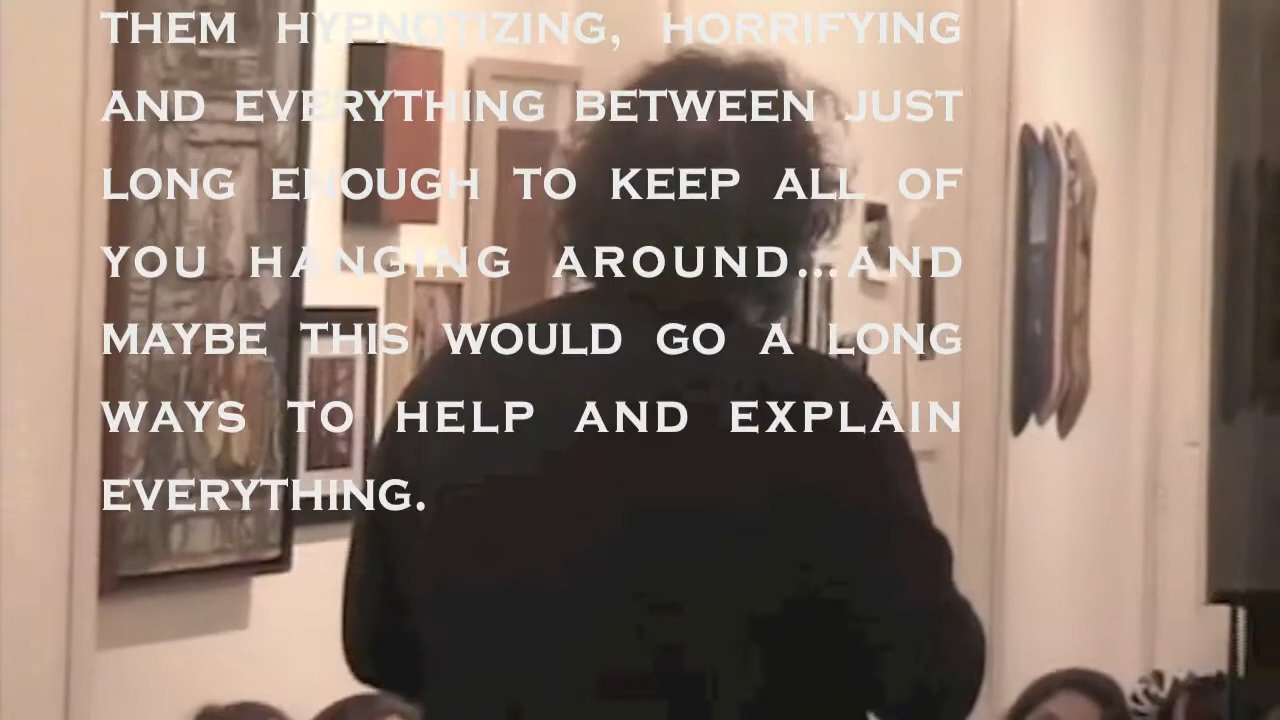 THEM HYPNOTIZING, HORRIFYING
AND EVERYTHING BETWEEN JUST
LONG ENOUGH TO KEEP ALL OF
YOU HANGING AROUND...AND
MAYBE THIS WOULD GO A LONG
WAYS TO HELP AND EXPLAIN
EVERYTHING.